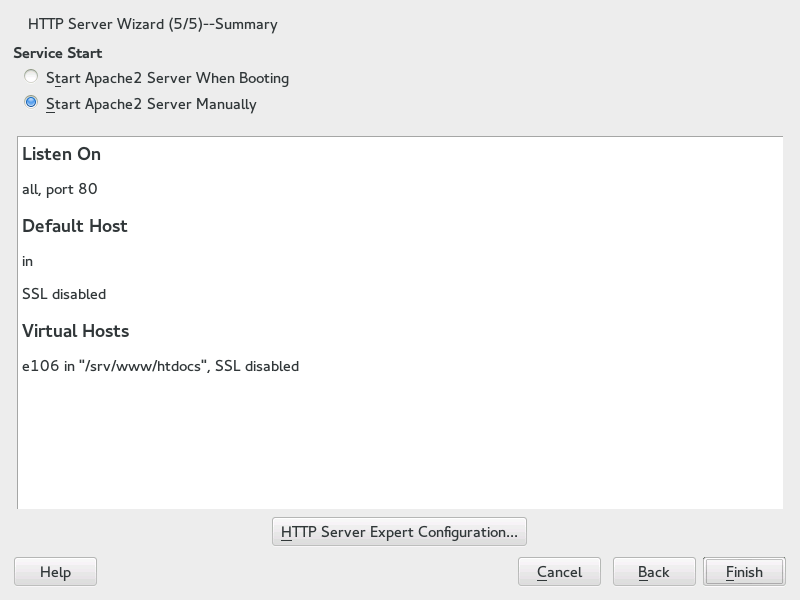 HTTP Server Wizard (5/5)--Summary
Service Start
Start Apache2 Server When Booting
Start Apache2 Server Manually
Listen On
all, port 80
Default Host
in
SSL disabled
Virtual Hosts
e106 in "/srv/www/htdocs", SSL disabled
HTTP Server Expert Configuration...
Help
Cancel
Back
Finish